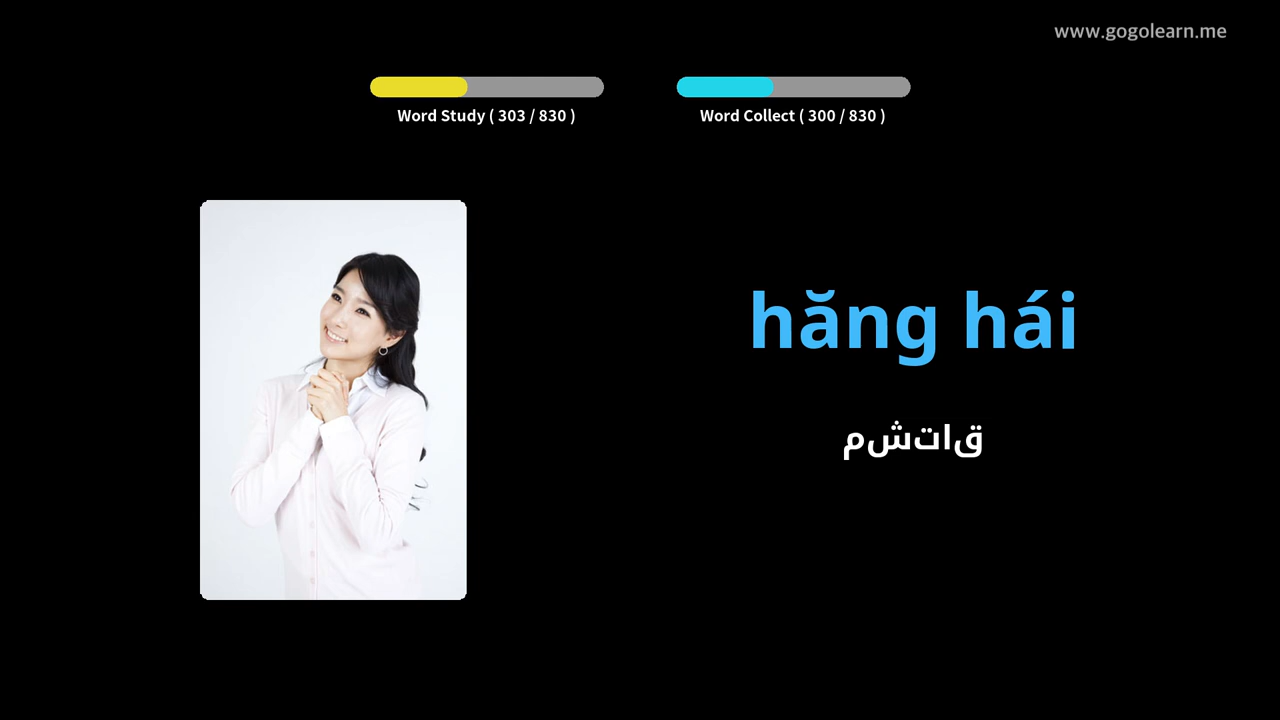 www.gogolearn.me
Word Study ( 303 / 830 )
Word Collect ( 300 / 830 )
hăng hái
قاتشم